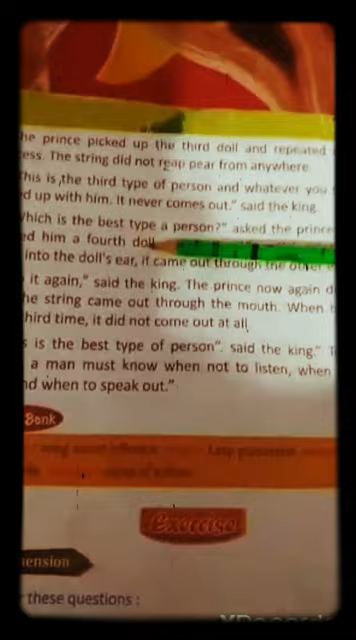 he prince picked up the third doll and repeated
ess. The string did not reap pear from anywhere
his is,the third type of person and whatever you
d up with him. It never comes out." said the king
hich is the best type a person?" asked the prince
ed him a fourth doll
into the doll's ear, it came out through the other
it again," said the king. The prince now again d
he string came out through the mouth. When
hird time, it did not come out at all
s is the best type of person". said the king."
a man must know when not to listen, when
nd when to speak out."
Bank
Exercise
ension
these questions :